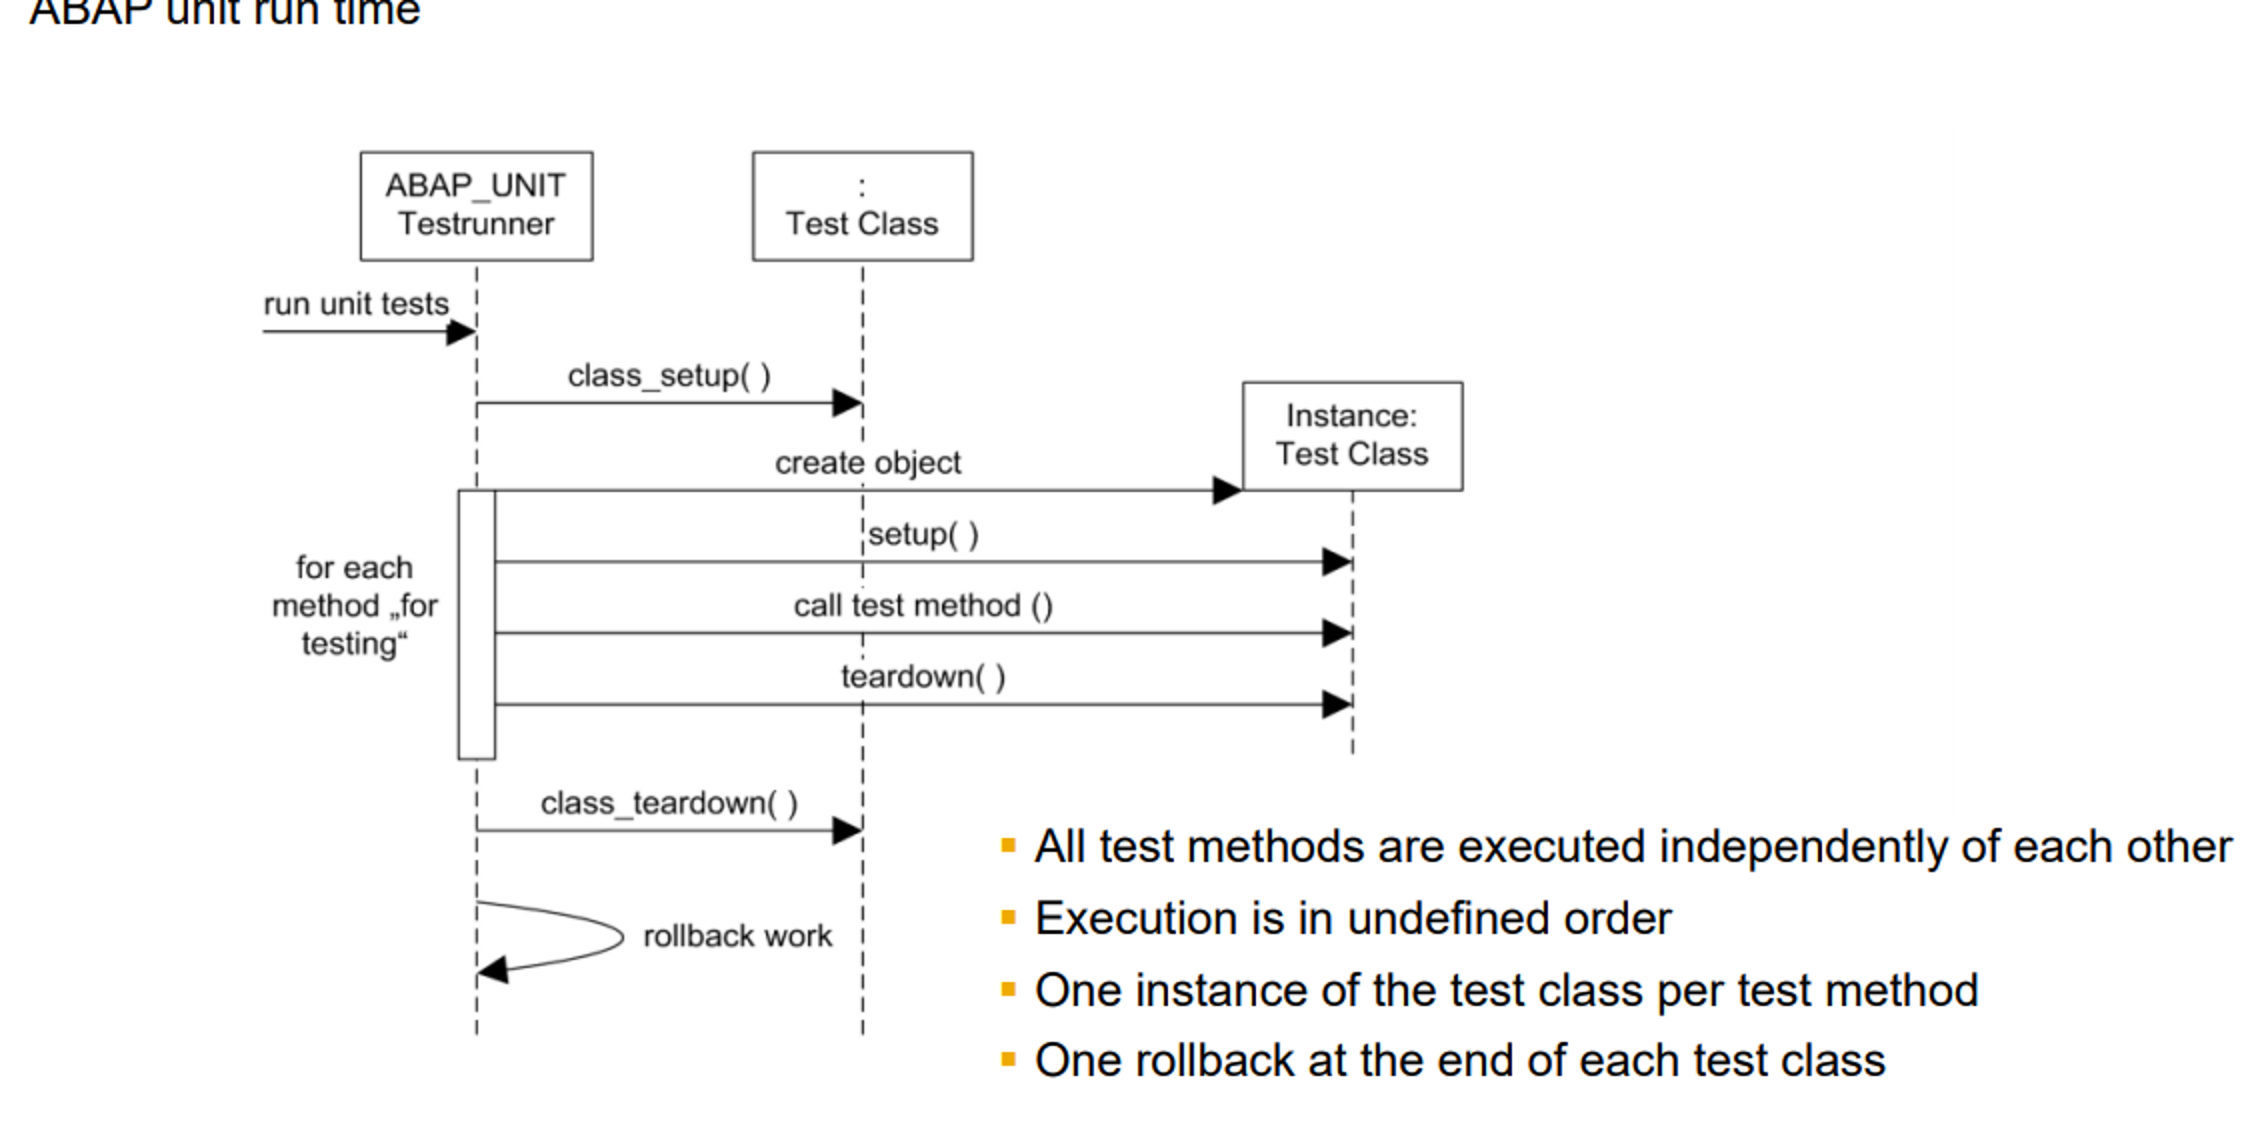 ABAP unit run time
ABAP_UNIT
Testrunner
:
Test Class
run unit tests
class_setup( )
Instance:
Test Class
create object
setup( )
for each
method „for
testing“
call test method ()
teardown( )
class_teardown( )
rollback work
▪ All test methods are executed independently of each other
▪ Execution is in undefined order
▪ One instance of the test class per test method
▪ One rollback at the end of each test class